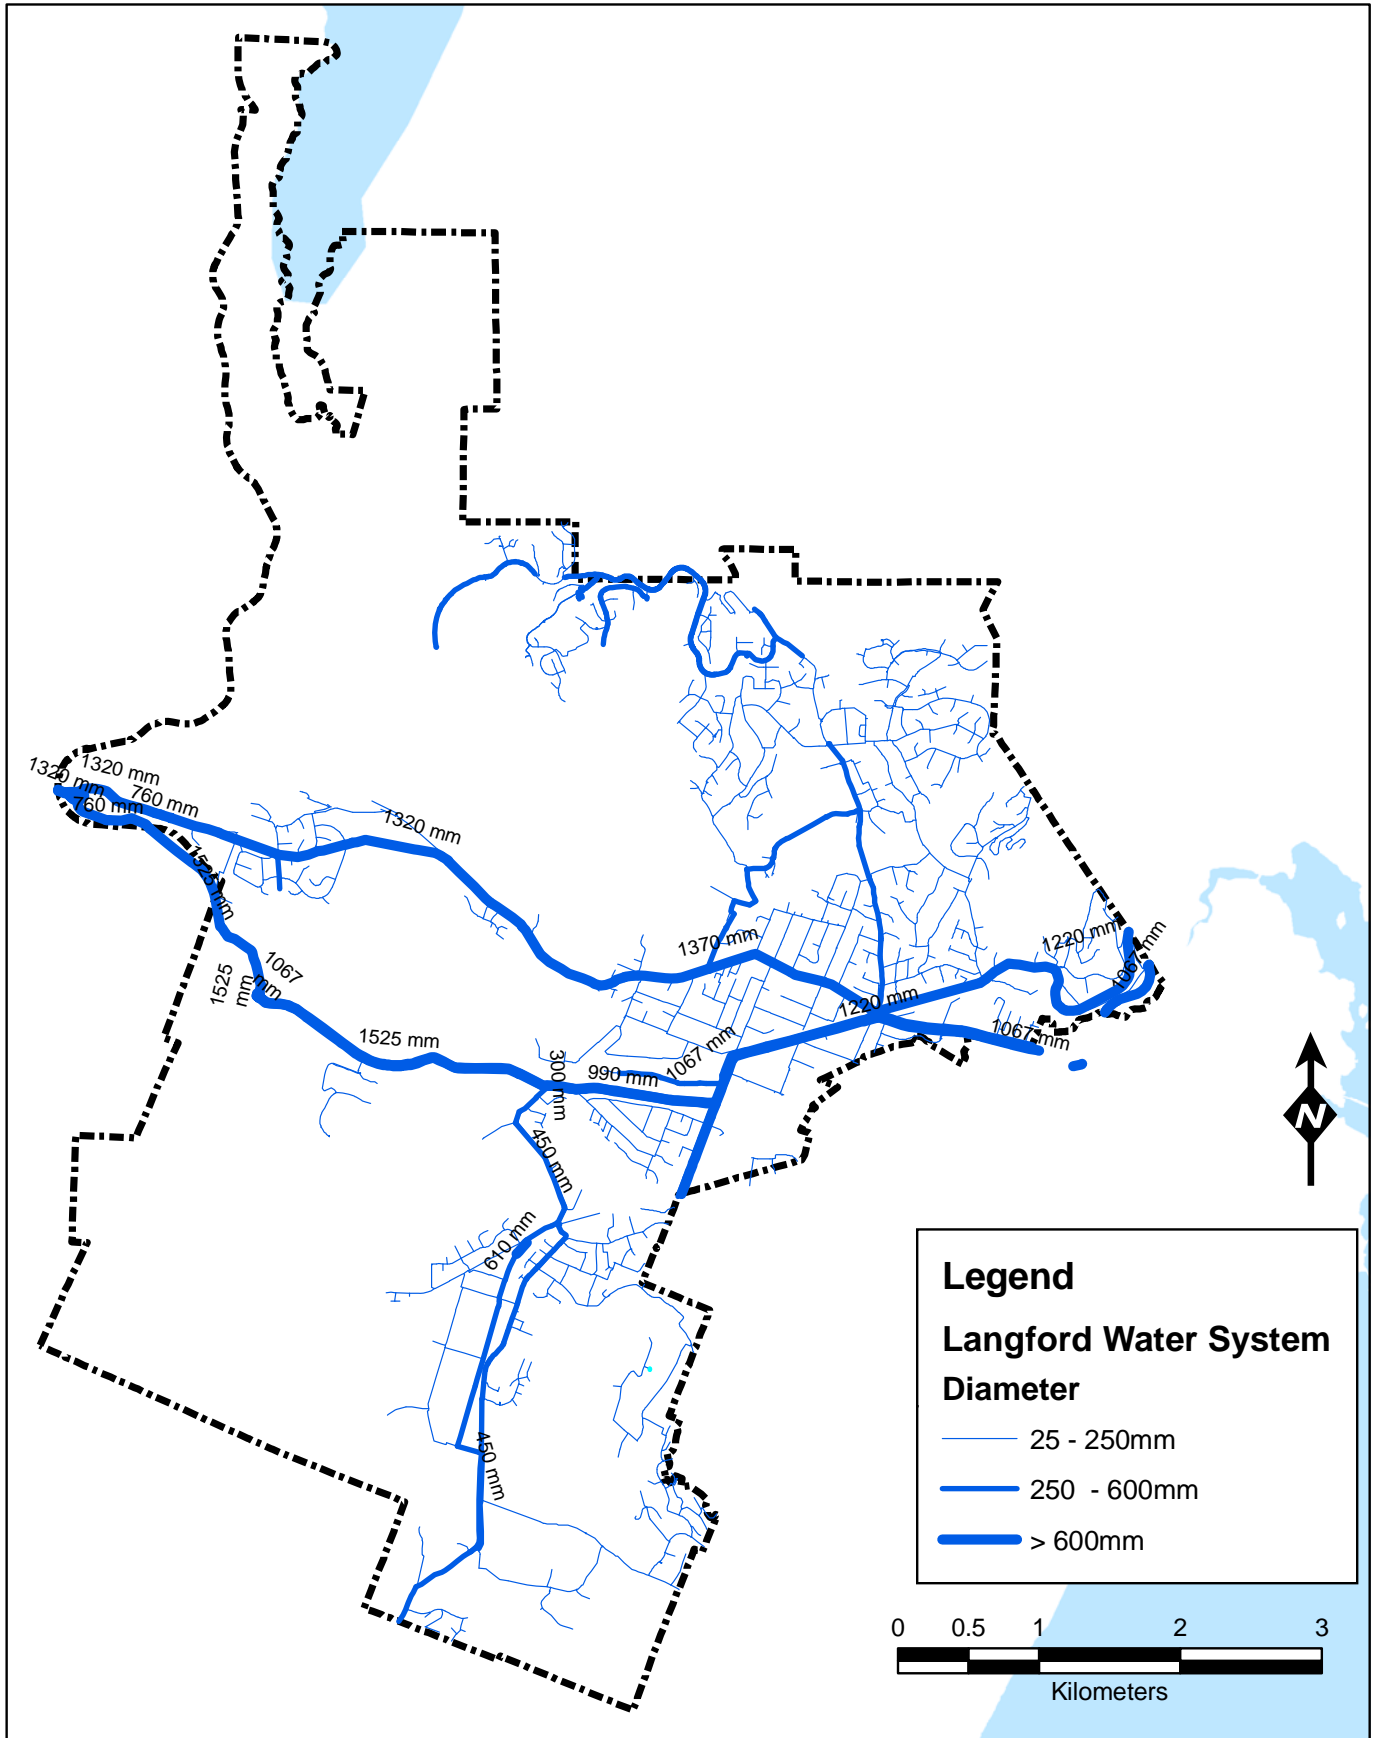 1320 mm
1320 mm
760 mm
760 mm
1320 mm
1525 mm
1067
mm
1525
mm
1525 mm
1370 mm
1220 mm
1067 mm
1220 mm
1067 mm
1067 mm
990 mm
300 mm
450 mm
610 mm
450 mm
N
Legend
Langford Water System
Diameter
25 - 250mm
250 - 600mm
> 600mm
0 0.5 1 2 3
Kilometers